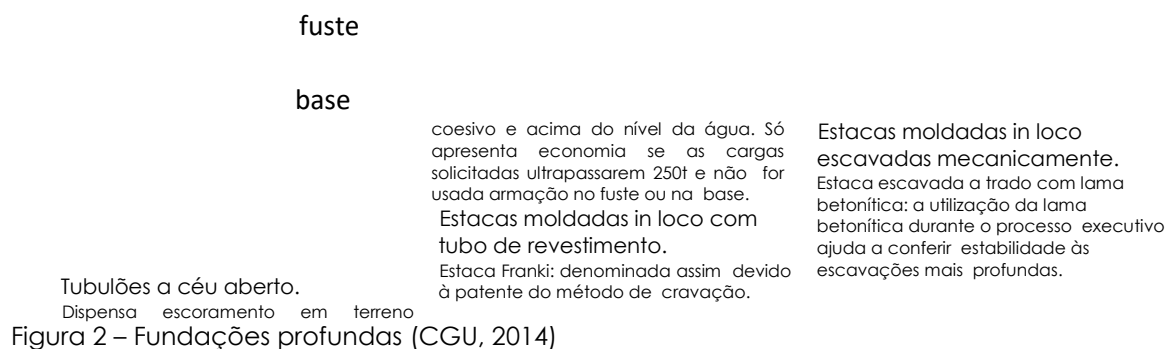 fuste
base
Tubulões a céu aberto.
Dispensa escoramento em terreno
coesivo e acima do nível da água. Só
apresenta economia se as cargas
solicitadas ultrapassarem 250t e não for
usada armação no fuste ou na base.
Estacas moldadas in loco com
tubo de revestimento.
Estaca Franki: denominada assim devido
à patente do método de cravação.
Estacas moldadas in loco
escavadas mecanicamente.
Estaca escavada a trado com lama
betonítica: a utilização da lama
betonítica durante o processo executivo
ajuda a conferir estabilidade às
escavações mais profundas.
Figura 2 – Fundações profundas (CGU, 2014)